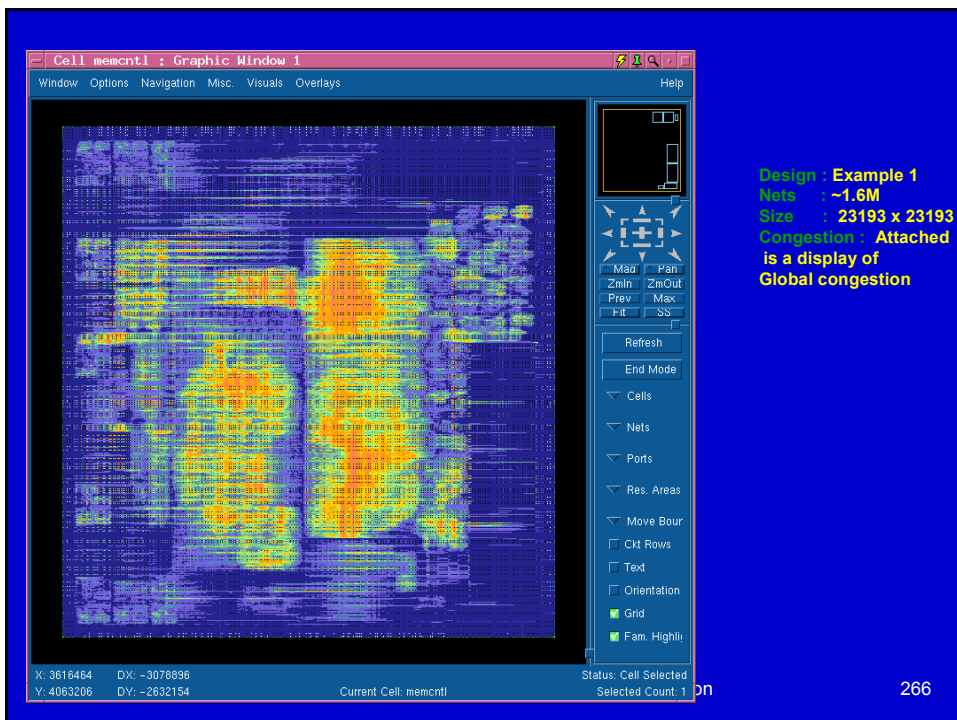 Cell memcntl : Graphic Window 1
Window Options Navigation Misc. Visuals Overlays Help
Mag Pan
ZmIn ZmOut
Prev Max
Fit SS
Refresh
End Mode
Cells
Nets
Ports
Res. Areas
Move Bour
Ckt Rows
Text
Orientation
Grid
Fam. Highli
X: 3616464 DX: -3078896 Status: Cell Selected
Y: 4063206 DY: -2632154 Current Cell: memcntl Selected Count: 1
Design : Example 1
Nets : ~1.6M
Size : 23193 x 23193
Congestion : Attached
is a display of
Global congestion
on
266